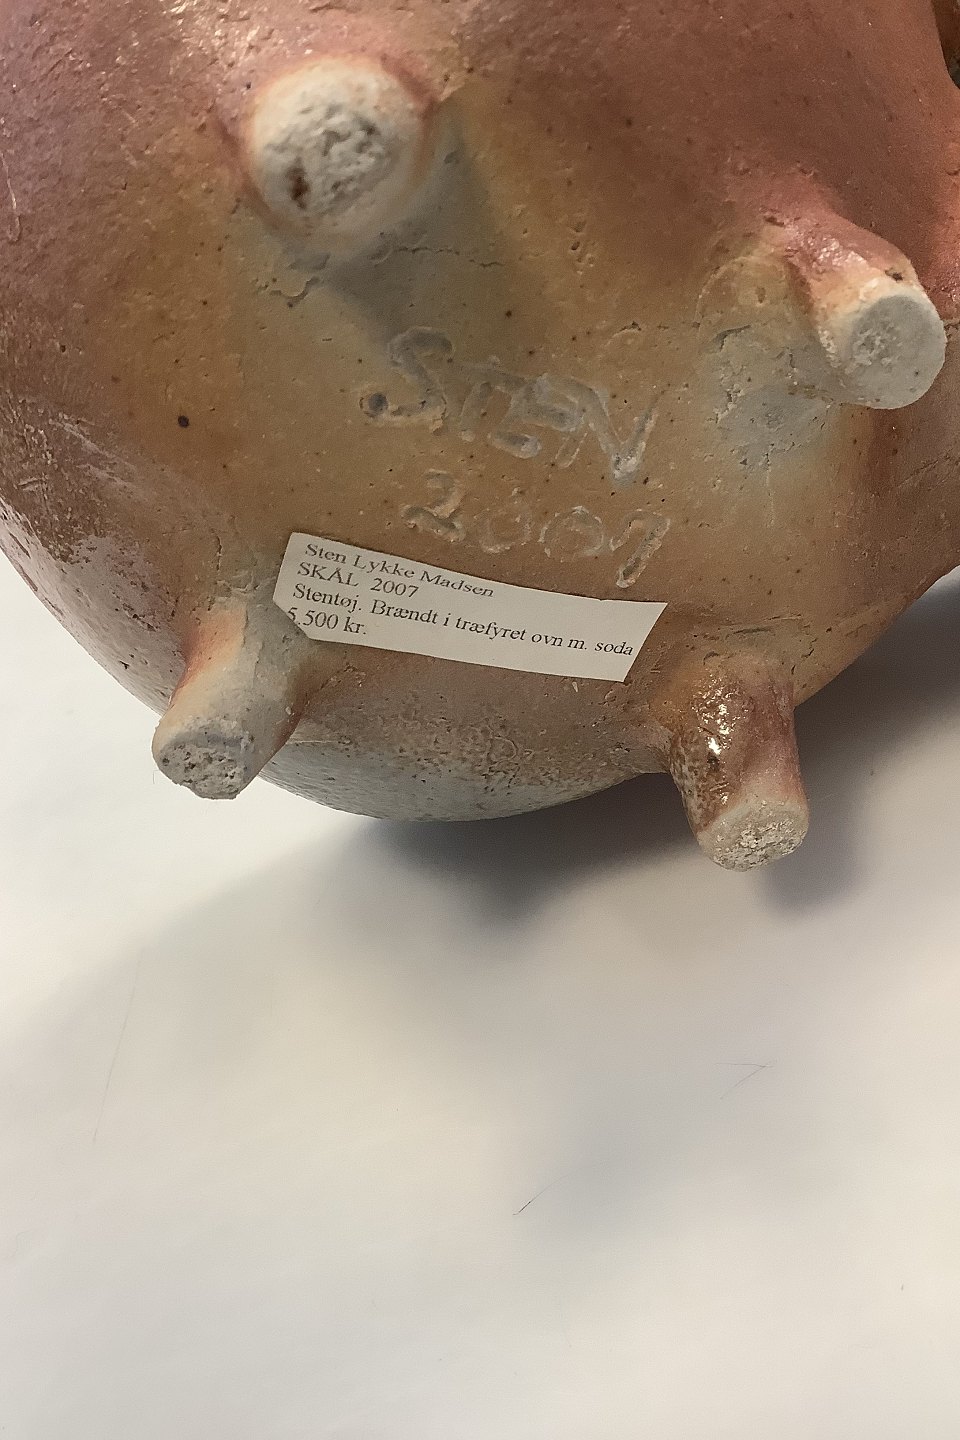 STEN
2007
Sten Lykke Madsen
SKÅL 2007
Stentøj. Brændt i træfyret ovn m. soda
5.500 kr.